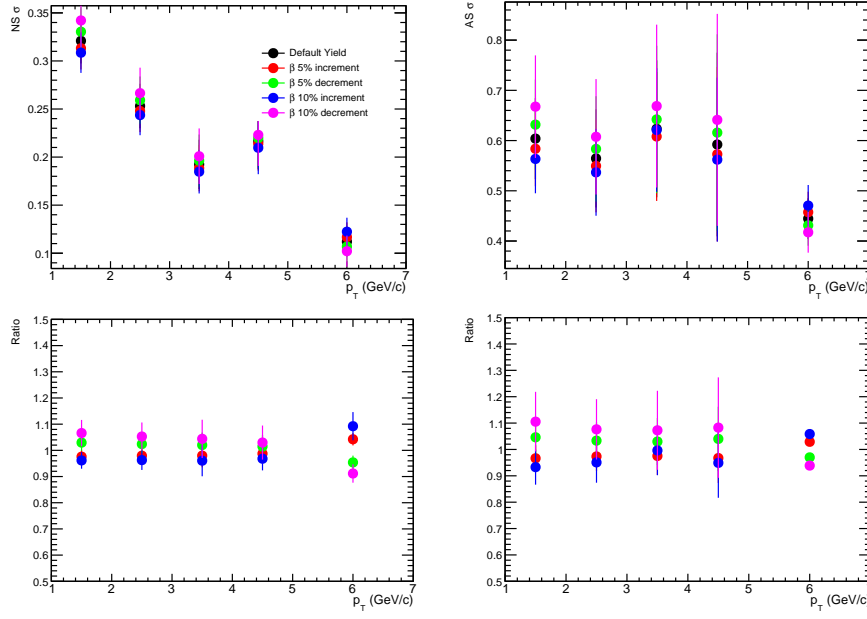 NS σ
0.35
0.3
0.25
0.2
0.15
0.1
1 2 3 4 5 6 7
p_T (GeV/c)
Default Yield
β 5% increment
β 5% decrement
β 10% increment
β 10% decrement
AS σ
0.8
0.7
0.6
0.5
0.4
1 2 3 4 5 6
p_T (GeV/c)
Ratio
1.5
1.4
1.3
1.2
1.1
1
0.9
0.8
0.7
0.6
0.5
1 2 3 4 5 6 7
p_T (GeV/c)
Ratio
1.5
1.4
1.3
1.2
1.1
1
0.9
0.8
0.7
0.6
0.5
1 2 3 4 5 6
p_T (GeV/c)